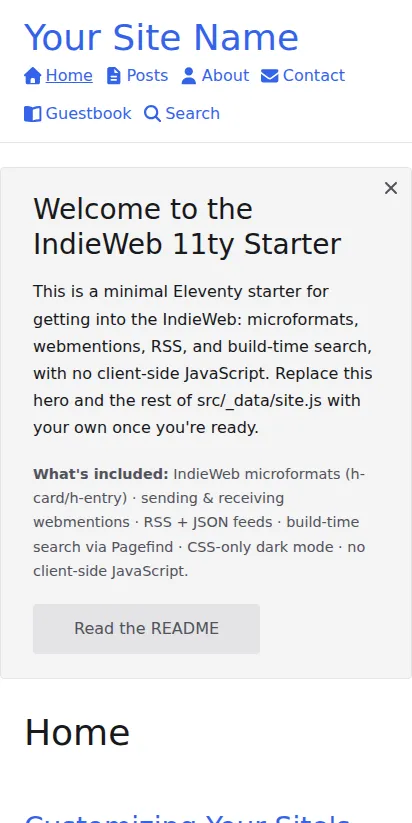 Your Site Name
Home Posts About Contact
Guestbook Search
Welcome to the
IndieWeb 11ty Starter
This is a minimal Eleventy starter for
getting into the IndieWeb: microformats,
webmentions, RSS, and build-time search,
with no client-side JavaScript. Replace this
hero and the rest of src/_data/site.js with
your own once you're ready.
What's included: IndieWeb microformats (h-
card/h-entry) · sending & receiving
webmentions · RSS + JSON feeds · build-time
search via Pagefind · CSS-only dark mode · no
client-side JavaScript.
Read the README
Home
Customizing Your Site's